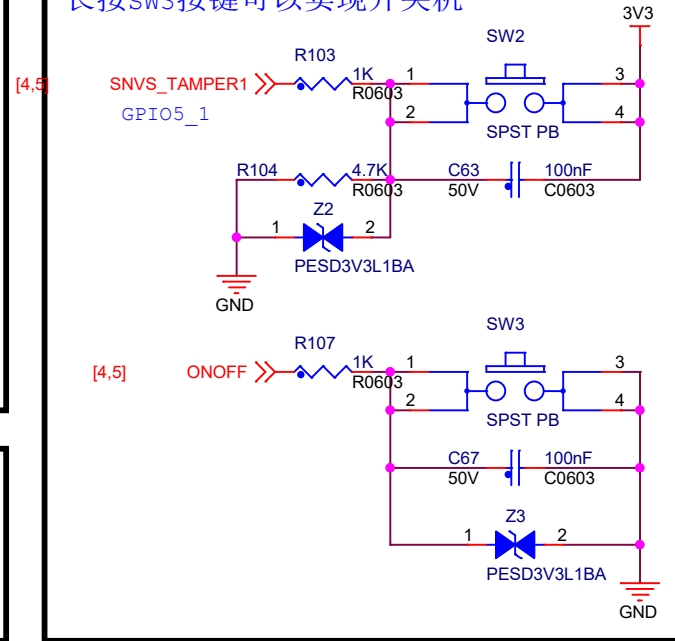 长按SW3按键可以实现开关机
3V3
SW2
R103
[4,5]
SNVS_TAMPER1
1K
R0603
1
3
GPIO5_1
2
4
SPST PB
R104
4.7K
R0603
C63
50V
100nF
C0603
Z2
1
2
PESD3V3L1BA
GND
SW3
R107
[4,5]
ONOFF
1K
R0603
1
3
2
4
SPST PB
C67
50V
100nF
C0603
Z3
1
2
PESD3V3L1BA
GND